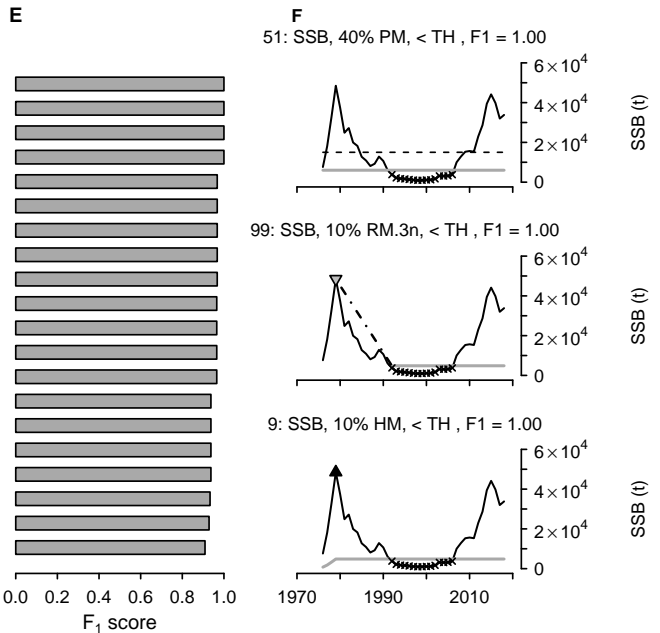 E
F
51: SSB, 40% PM, < TH , F1 = 1.00
6×10⁴
4×10⁴
2×10⁴
0
SSB (t)
99: SSB, 10% RM.3n, < TH , F1 = 1.00
6×10⁴
4×10⁴
2×10⁴
0
SSB (t)
9: SSB, 10% HM, < TH , F1 = 1.00
6×10⁴
4×10⁴
2×10⁴
0
SSB (t)
0.0 0.2 0.4 0.6 0.8 1.0
F₁ score
1970 1990 2010